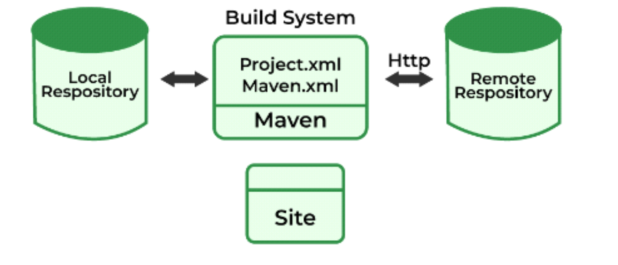 Build System
Local
Respository
Project.xml
Maven.xml
Maven
Http
Remote
Respository
Site